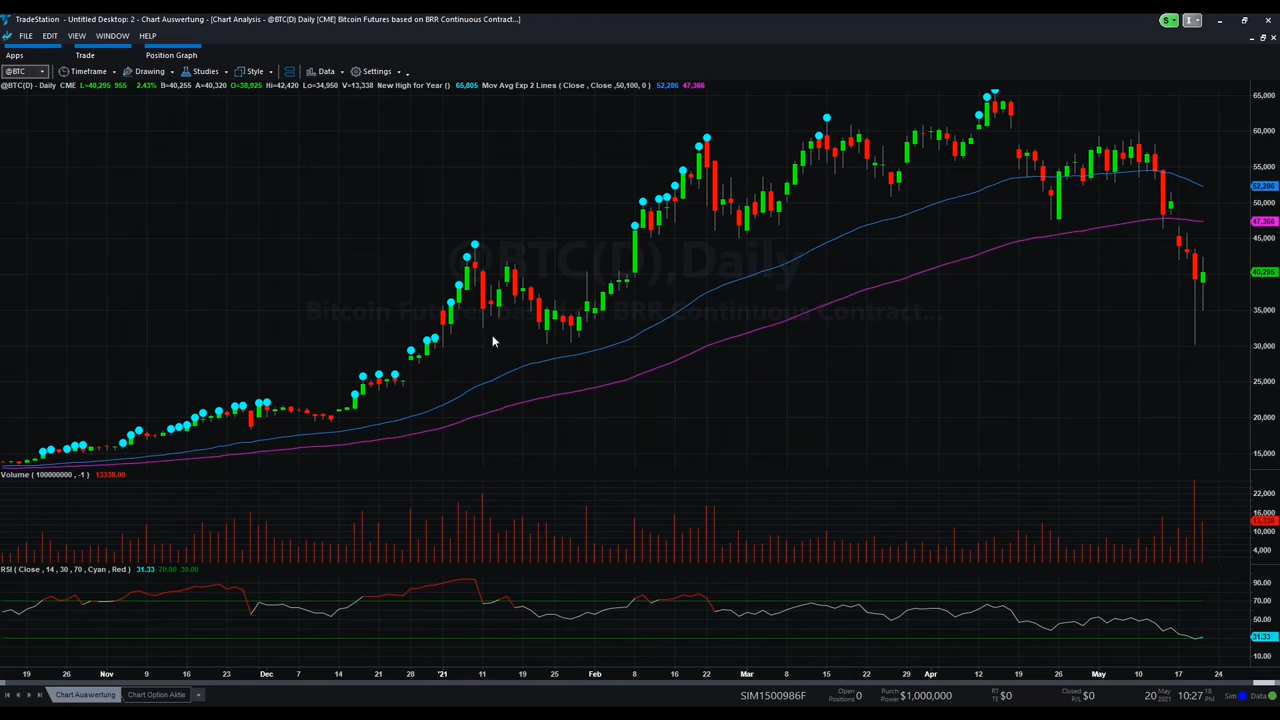 TradeStation - Untitled Desktop: 2 - Chart Auswertung - [Chart Analysis - @BTC(D) Daily [CME] Bitcoin Futures based on BRR Continuous Contract...]
FILE EDIT VIEW WINDOW HELP
Apps Trade Position Graph
@BTC Timeframe Drawing Studies Style Data Settings
@BTC(D) - Daily CME L=40,295 955 2.43% B=40,255 A=40,320 O=38,925 Hi=42,420 Lo=34,950 V=13,338 New High for Year () 65,805 Mov Avg Exp 2 Lines ( Close , Close ,50,100, 0 ) 52,286 47,366
65,000
60,000
55,000
52,286
50,000
47,366
45,000
@BTC(D),Daily
40,295
Bitcoin Futures based on BRR Continuous Contract...
35,000
30,000
25,000
20,000
15,000
Volume ( 100000000 , -1 ) 13338.00
22,000
16,000
13,338
10,000
4,000
RSI ( Close , 14 , 30 , 70 , Cyan , Red ) 31.33 70.00 30.00
90.00
70.00
50.00
31.33
10.00
19 26 Nov 9 16 23 Dec 7 14 21 28 '21 11 19 25 Feb 8 16 22 Mar 8 15 22 29 Apr 12 19 26 May 10 17 24
Chart Auswertung Chart Option Aktie +
SIM1500986F Open Positions 0 Purch Power $1,000,000 RT TE $0 Closed P/L $0 20 May 2021 10:27 18 PM Sim Data